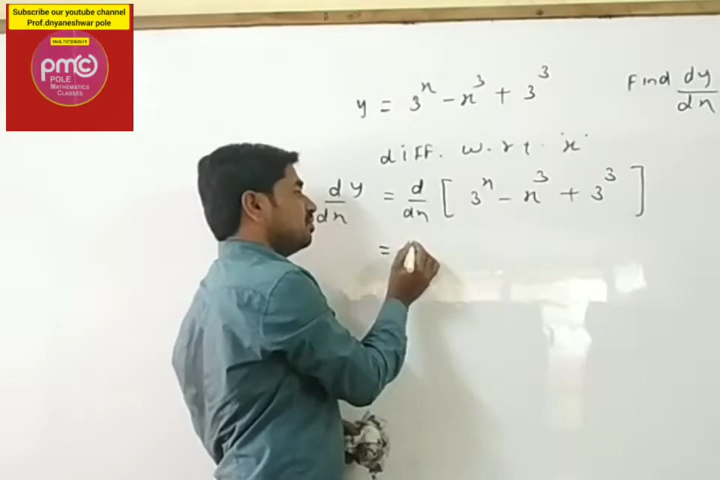 Subscribe our youtube channel
Prof.dnyaneshwar pole
pmc
POLE
MATHEMATICS
CLASSES
y = 3^x - x^3 + 3^3
Find dy/dx
diff. w.r.t. 'x'
dy/dx = d/dx [ 3^x - x^3 + 3^3 ]
=